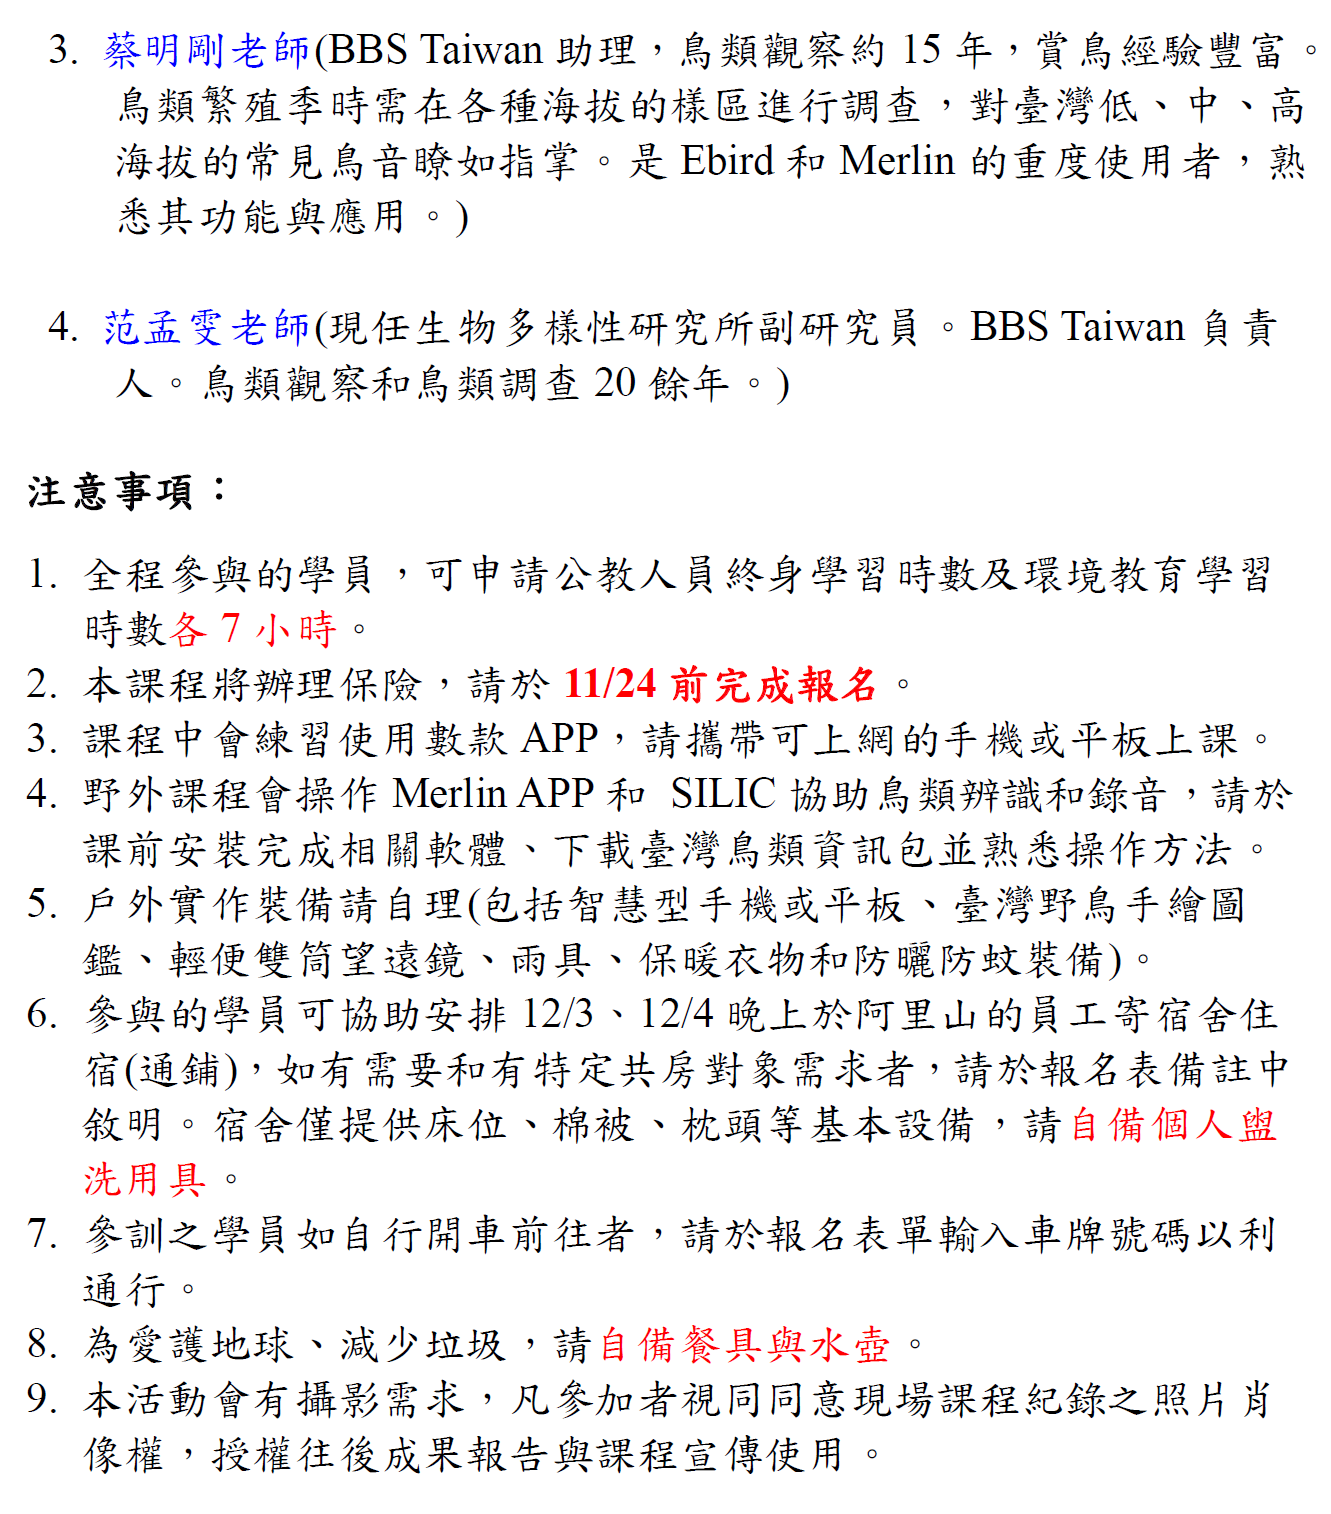 3. 蔡明剛老師(BBS Taiwan 助理，鳥類觀察約 15 年，賞鳥經驗豐富。
鳥類繁殖季時需在各種海拔的樣區進行調查，對臺灣低、中、高
海拔的常見鳥音瞭如指掌。是 Ebird 和 Merlin 的重度使用者，熟
悉其功能與應用。)
4. 范孟雯老師(現任生物多樣性研究所副研究員。BBS Taiwan 負責
人。鳥類觀察和鳥類調查 20 餘年。)
注意事項：
1. 全程參與的學員，可申請公教人員終身學習時數及環境教育學習
時數各 7 小時。
2. 本課程將辦理保險，請於 11/24 前完成報名。
3. 課程中會練習使用數款 APP，請攜帶可上網的手機或平板上課。
4. 野外課程會操作 Merlin APP 和 SILIC 協助鳥類辨識和錄音，請於
課前安裝完成相關軟體、下載臺灣鳥類資訊包並熟悉操作方法。
5. 戶外實作裝備請自理(包括智慧型手機或平板、臺灣野鳥手繪圖
鑑、輕便雙筒望遠鏡、雨具、保暖衣物和防曬防蚊裝備)。
6. 參與的學員可協助安排 12/3、12/4 晚上於阿里山的員工寄宿舍住
宿(通鋪)，如有需要和有特定共房對象需求者，請於報名表備註中
敘明。宿舍僅提供床位、棉被、枕頭等基本設備，請自備個人盥
洗用具。
7. 參訓之學員如自行開車前往者，請於報名表單輸入車牌號碼以利
通行。
8. 為愛護地球、減少垃圾，請自備餐具與水壺。
9. 本活動會有攝影需求，凡參加者視同同意現場課程紀錄之照片肖
像權，授權往後成果報告與課程宣傳使用。